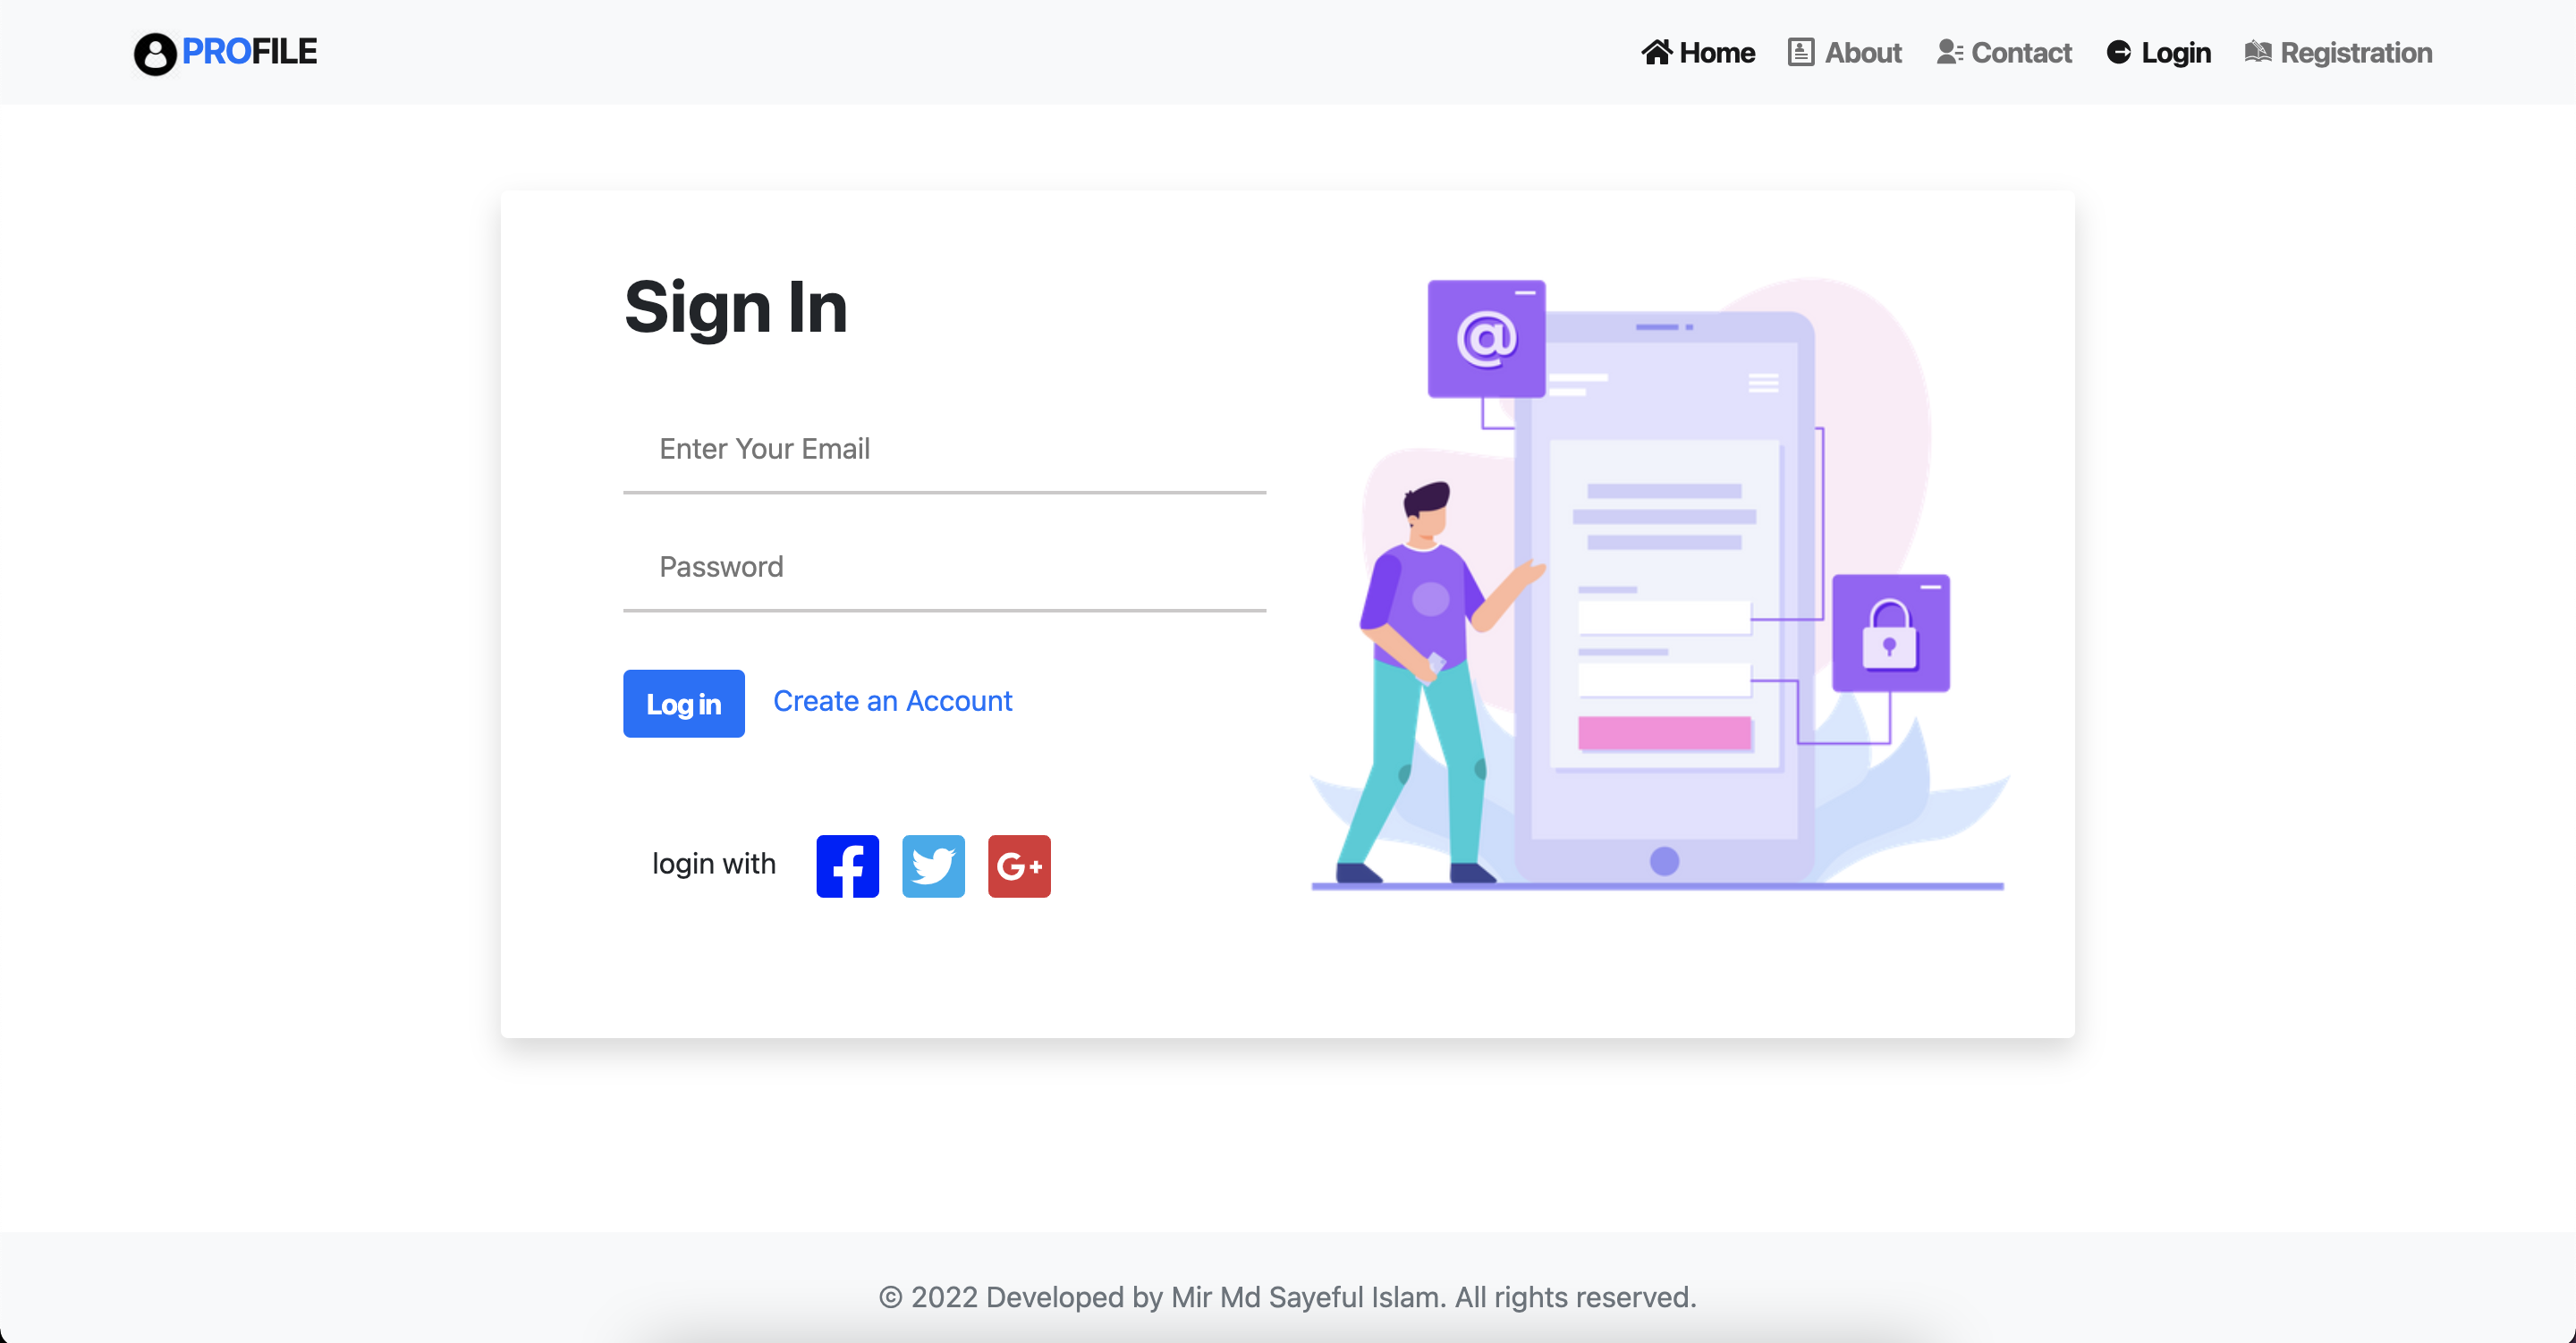 PROFILE
Home About Contact Login Registration
Sign In
@
Enter Your Email
Password
Log in Create an Account
login with G+
© 2022 Developed by Mir Md Sayeful Islam. All rights reserved.